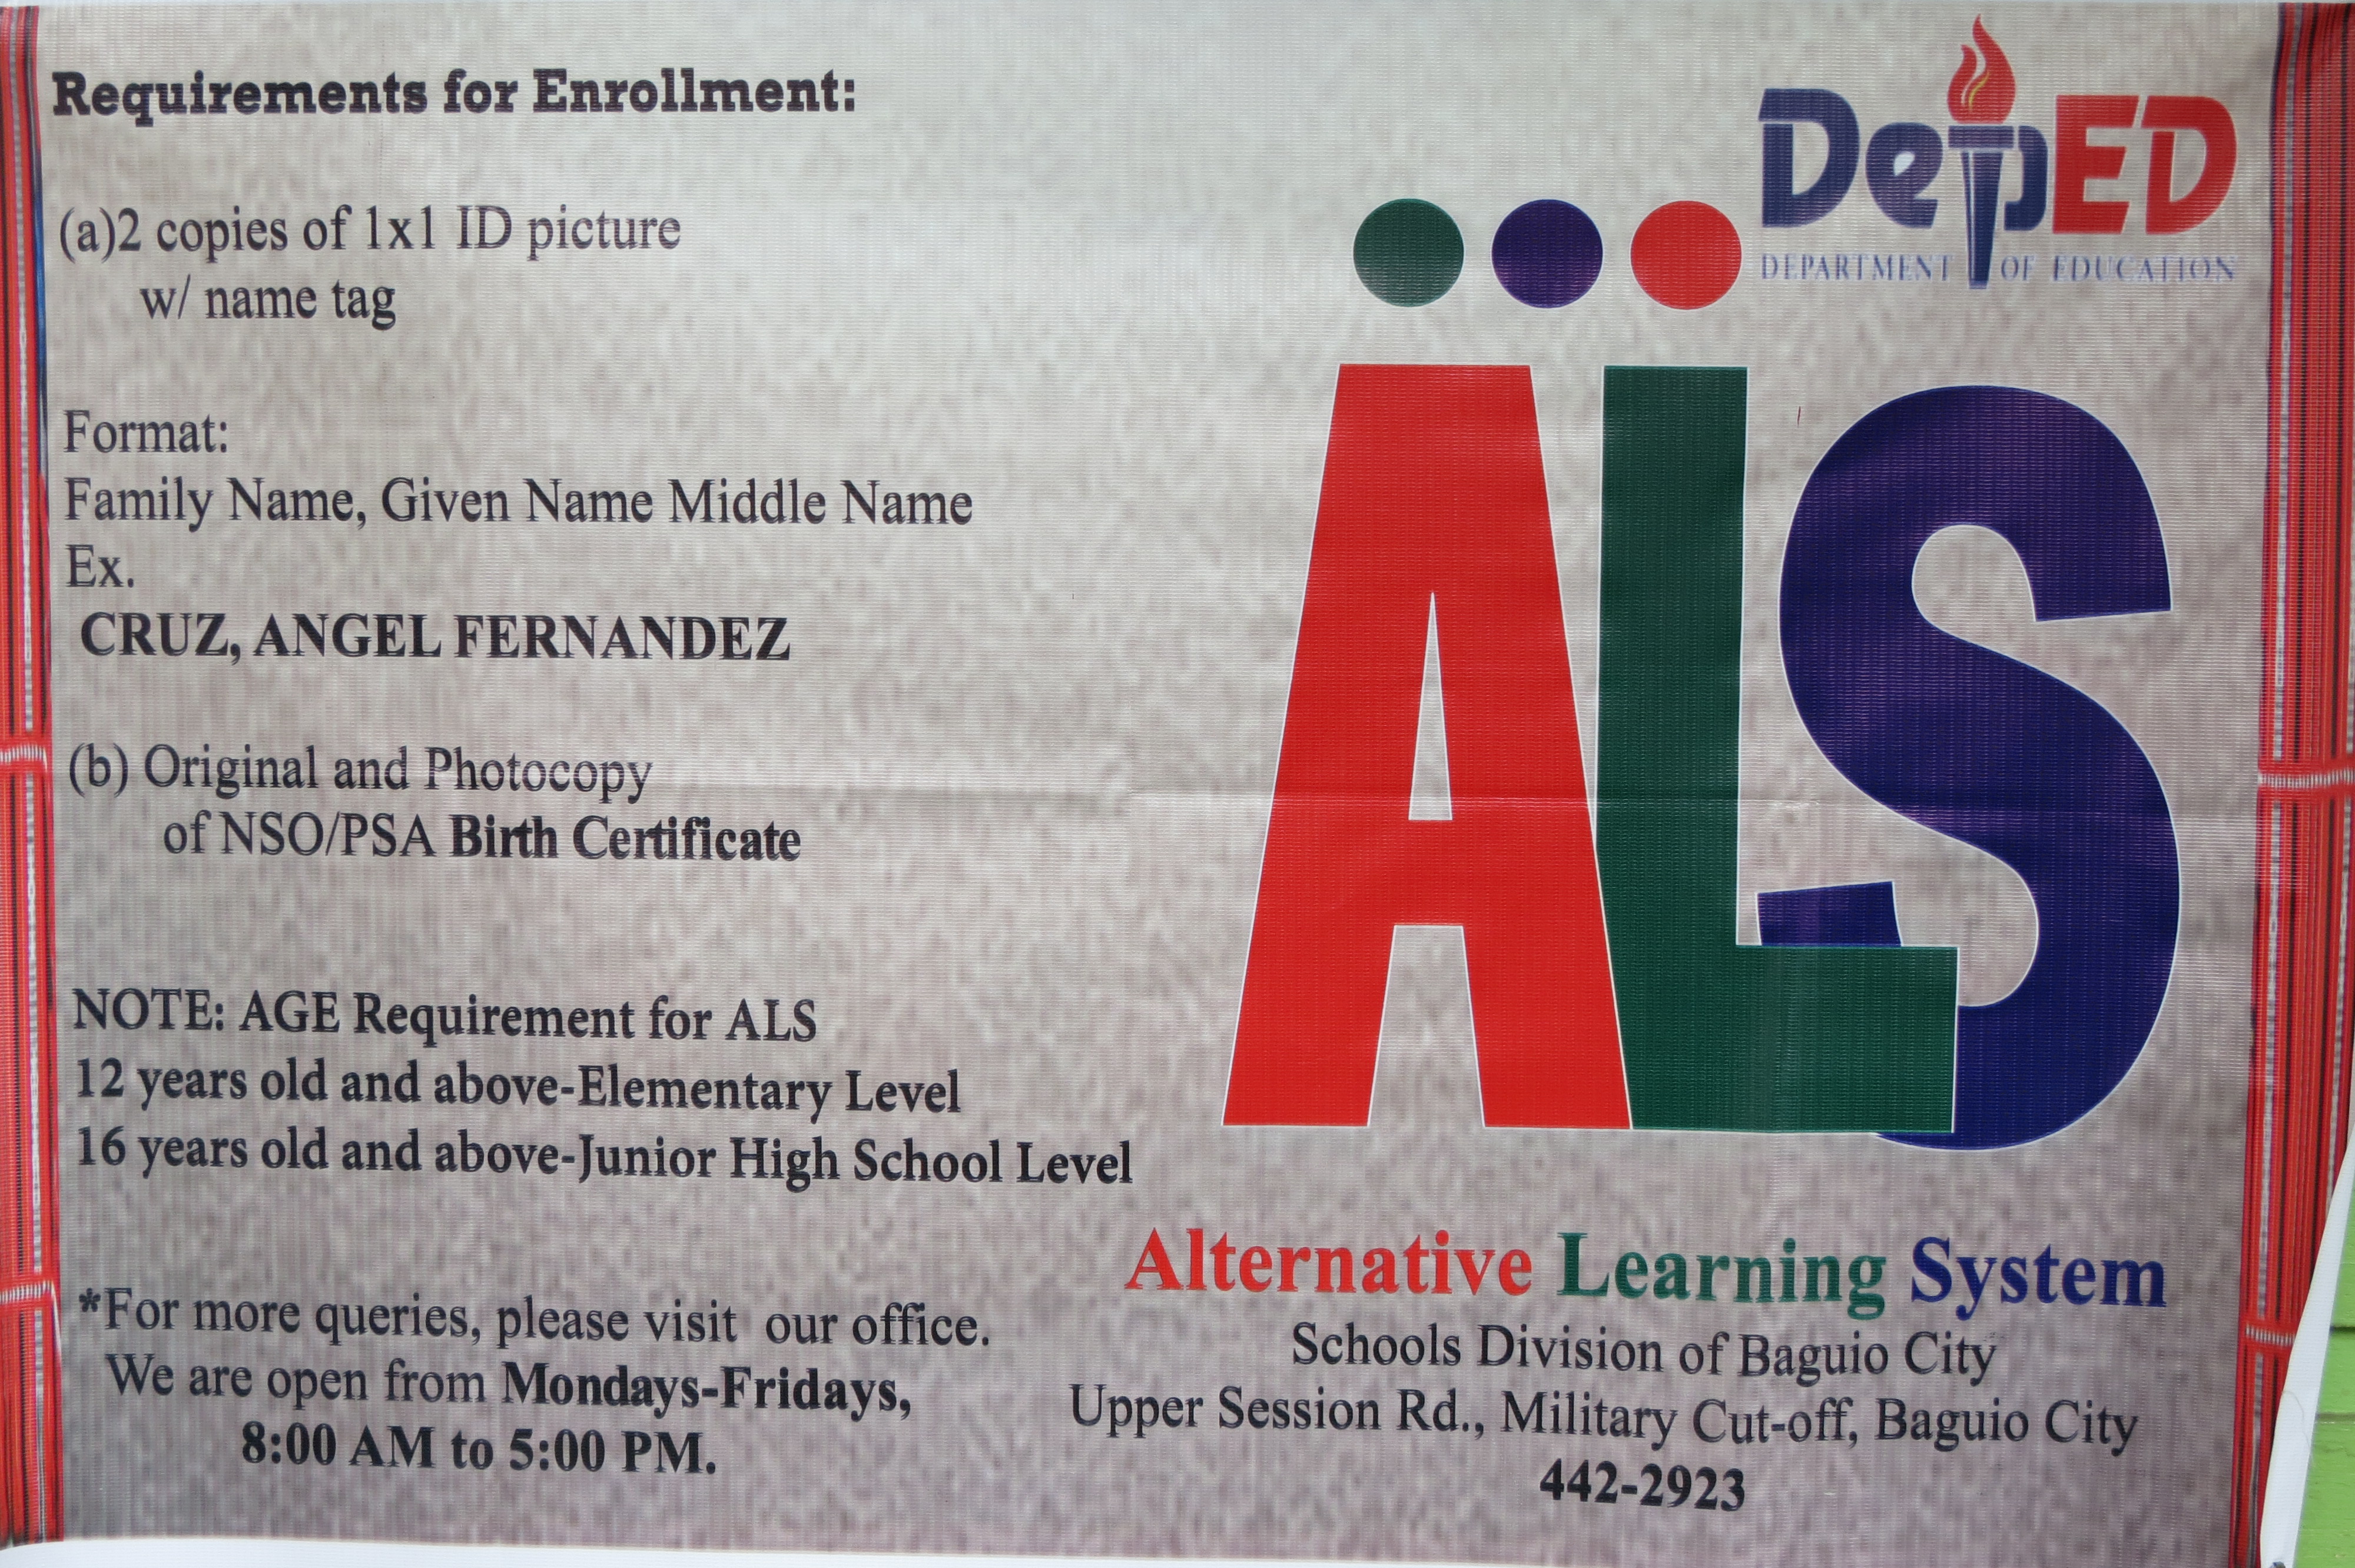 Requirements for Enrollment:
(a)2 copies of 1x1 ID picture
w/ name tag
Format:
Family Name, Given Name Middle Name
Ex.
CRUZ, ANGEL FERNANDEZ
(b) Original and Photocopy
of NSO/PSA Birth Certificate
NOTE: AGE Requirement for ALS
12 years old and above-Elementary Level
16 years old and above-Junior High School Level
*For more queries, please visit our office.
We are open from Mondays-Fridays,
8:00 AM to 5:00 PM.
DepED
DEPARTMENT OF EDUCATION
ALS
Alternative Learning System
Schools Division of Baguio City
Upper Session Rd., Military Cut-off, Baguio City
442-2923